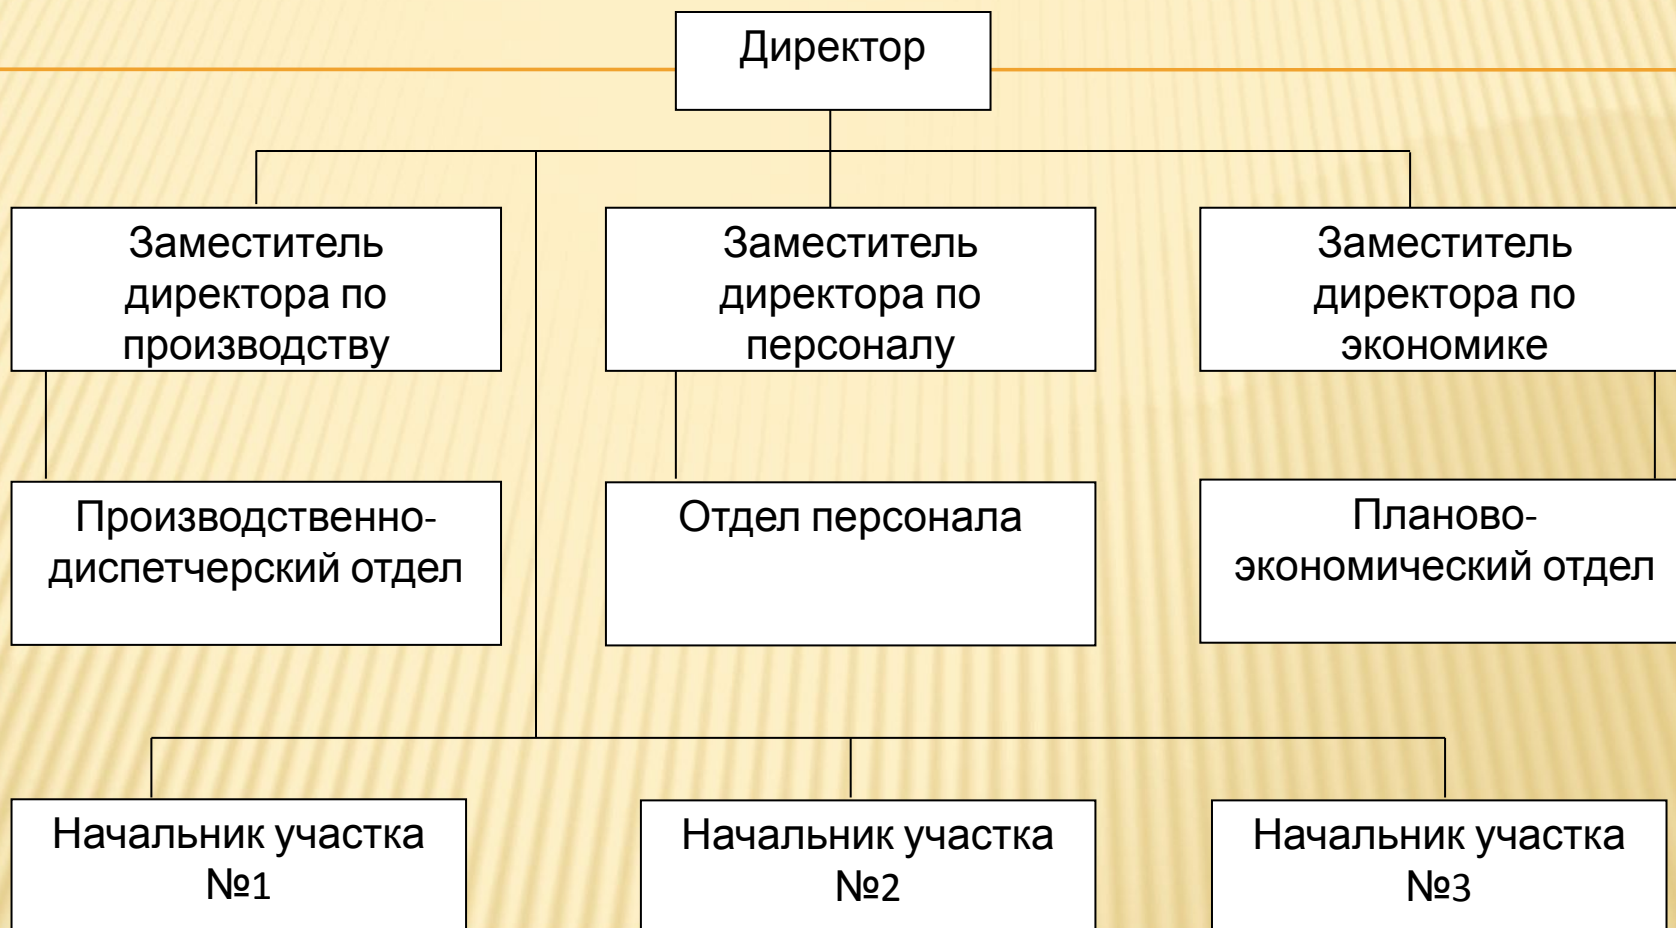 Директор
Заместитель
директора по
производству
Заместитель
директора по
персоналу
Заместитель
директора по
экономике
Производственно-
диспетчерский отдел
Отдел персонала
Планово-
экономический отдел
Начальник участка
№1
Начальник участка
№2
Начальник участка
№3